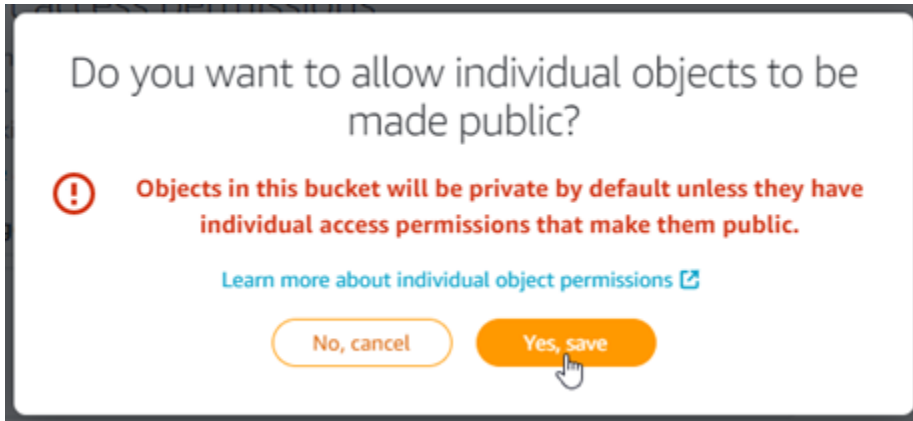 t access permissions
Do you want to allow individual objects to be
made public?
Objects in this bucket will be private by default unless they have
individual access permissions that make them public.
Learn more about individual object permissions
No, cancel
Yes, save